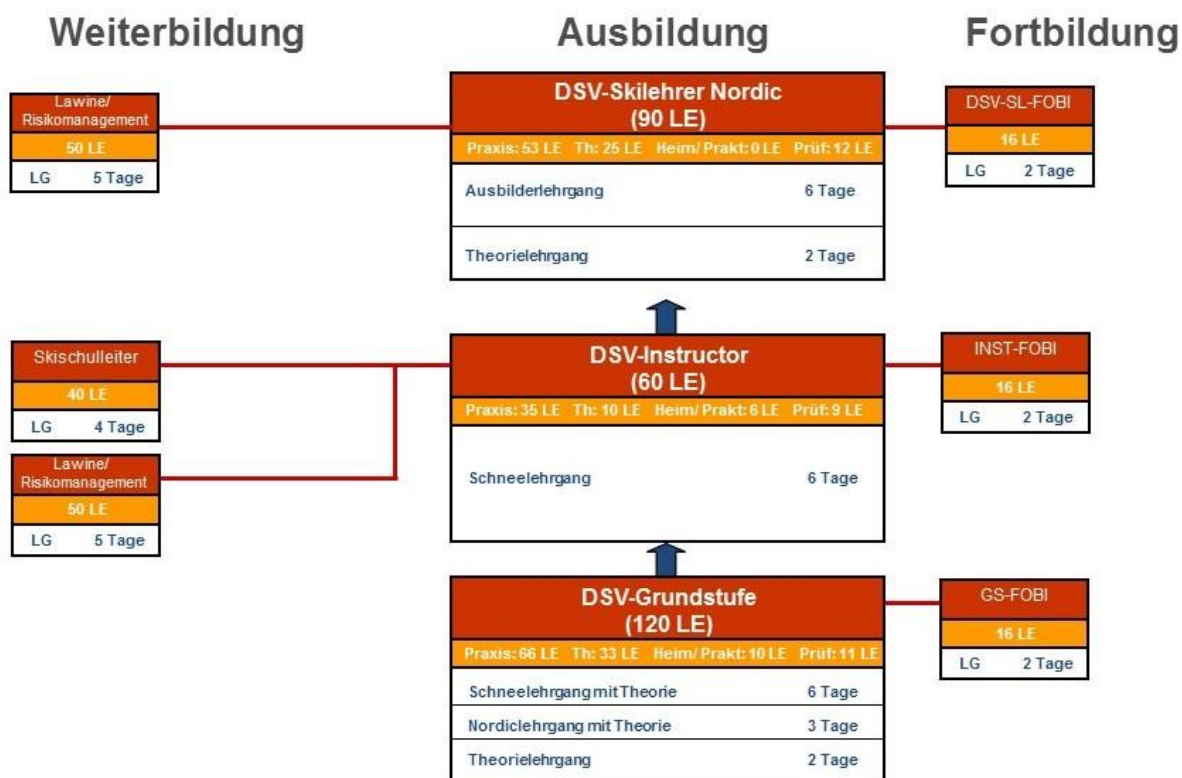 Weiterbildung Ausbildung Fortbildung
Lawine/
Risikomanagement
50 LE
LG 5 Tage
DSV-Skilehrer Nordic
(90 LE)
Praxis: 53 LE Th: 25 LE Heim/ Prakt: 0 LE Prüf: 12 LE
Ausbilderlehrgang 6 Tage
Theorielehrgang 2 Tage
DSV-SL-FOBI
16 LE
LG 2 Tage
Skischulleiter
40 LE
LG 4 Tage
Lawine/
Risikomanagement
50 LE
LG 5 Tage
DSV-Instructor
(60 LE)
Praxis: 35 LE Th: 10 LE Heim/ Prakt: 6 LE Prüf: 9 LE
Schneelehrgang 6 Tage
INST-FOBI
16 LE
LG 2 Tage
DSV-Grundstufe
(120 LE)
Praxis: 66 LE Th: 33 LE Heim/ Prakt: 10 LE Prüf: 11 LE
Schneelehrgang mit Theorie 6 Tage
Nordiclehrgang mit Theorie 3 Tage
Theorielehrgang 2 Tage
GS-FOBI
16 LE
LG 2 Tage